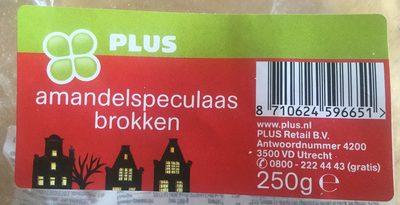 PLUS
amandelspeculaas
brokken
8 710624 596651 >
www.plus.nl
PLUS Retail B.V.
Antwoordnummer 4200
3500 VD Utrecht
✆ 0800 - 222 44 43 (gratis)
250g ℮